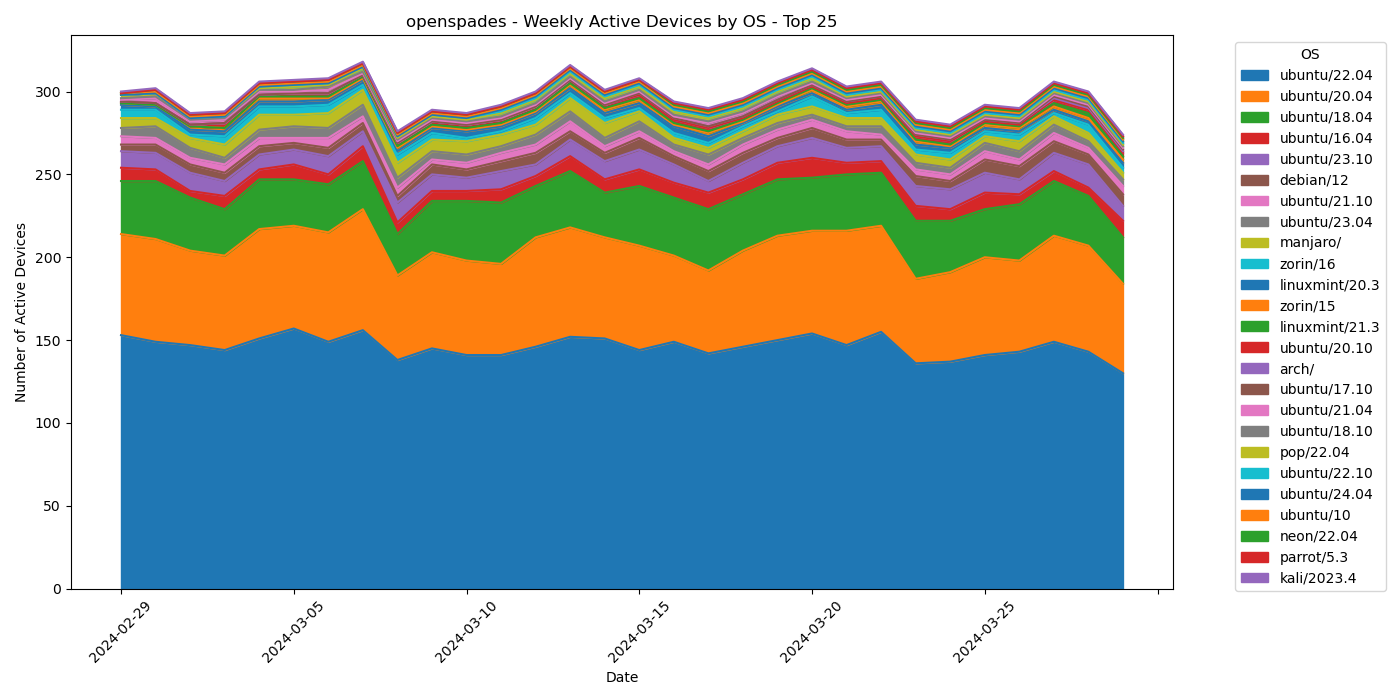 openspades - Weekly Active Devices by OS - Top 25
Number of Active Devices
300
250
200
150
100
50
0
2024-02-29
2024-03-05
2024-03-10
2024-03-15
2024-03-20
2024-03-25
Date
OS
ubuntu/22.04
ubuntu/20.04
ubuntu/18.04
ubuntu/16.04
ubuntu/23.10
debian/12
ubuntu/21.10
ubuntu/23.04
manjaro/
zorin/16
linuxmint/20.3
zorin/15
linuxmint/21.3
ubuntu/20.10
arch/
ubuntu/17.10
ubuntu/21.04
ubuntu/18.10
pop/22.04
ubuntu/22.10
ubuntu/24.04
ubuntu/10
neon/22.04
parrot/5.3
kali/2023.4